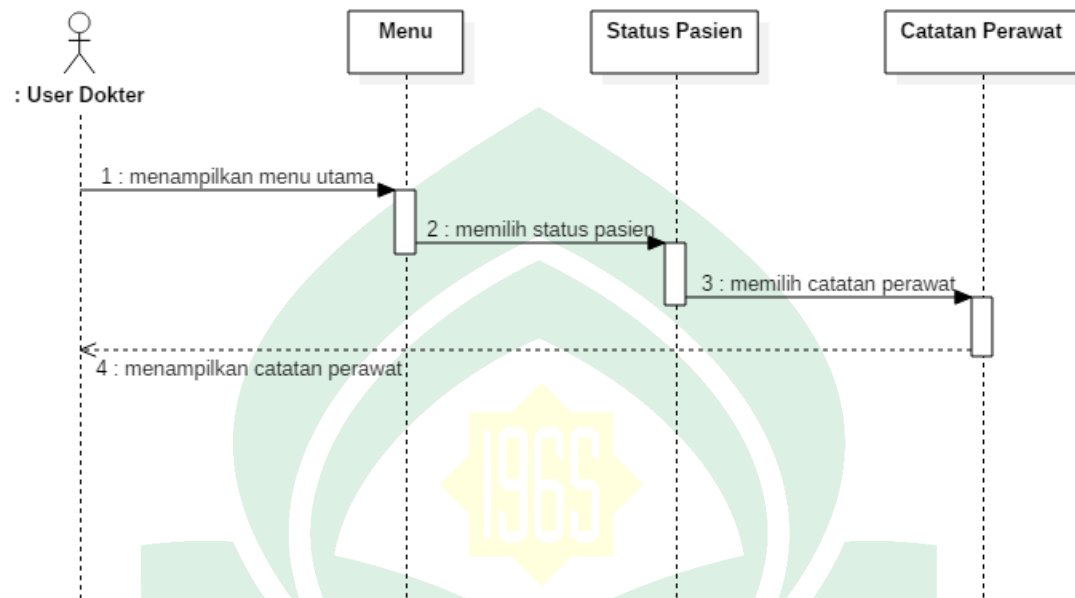 Menu
Status Pasien
Catatan Perawat
: User Dokter
1 : menampilkan menu utama
2 : memilih status pasien
3 : memilih catatan perawat
4 : menampilkan catatan perawat
1965